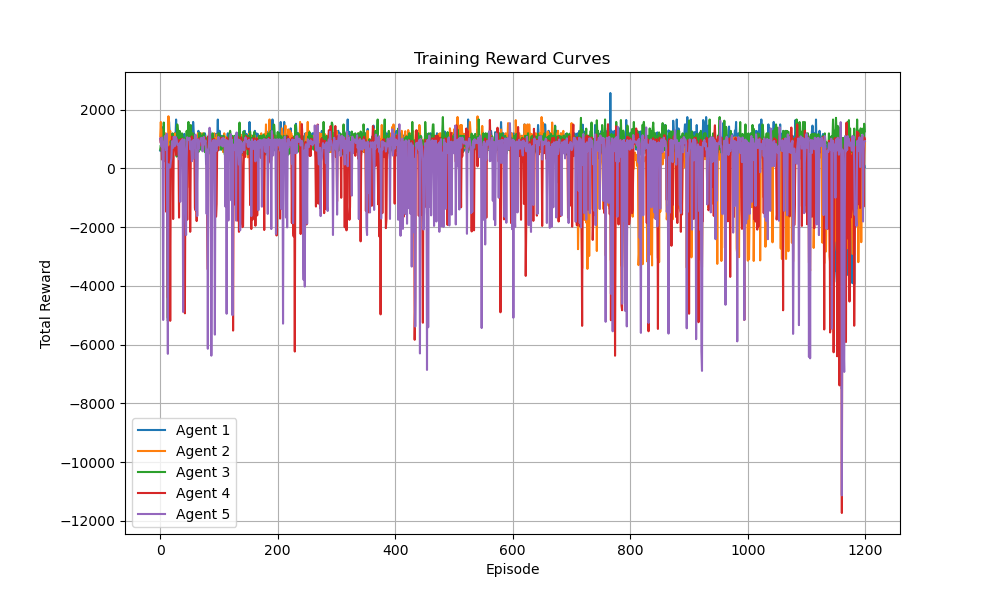 Training Reward Curves
2000
0
−2000
−4000
−6000
−8000
−10000
−12000
Total Reward
Agent 1
Agent 2
Agent 3
Agent 4
Agent 5
0 200 400 600 800 1000 1200
Episode